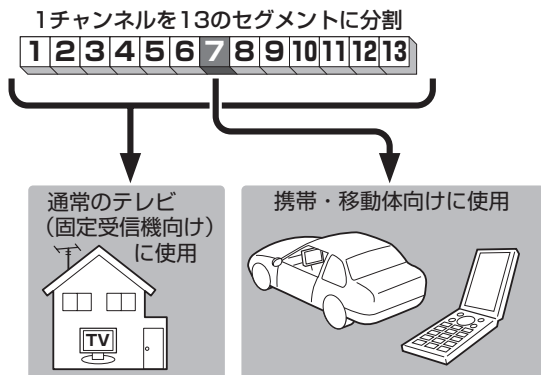 1チャンネルを13のセグメントに分割
1 2 3 4 5 6 7 8 9 10 11 12 13
通常のテレビ
（固定受信機向け）
に使用
TV
携帯・移動体向けに使用